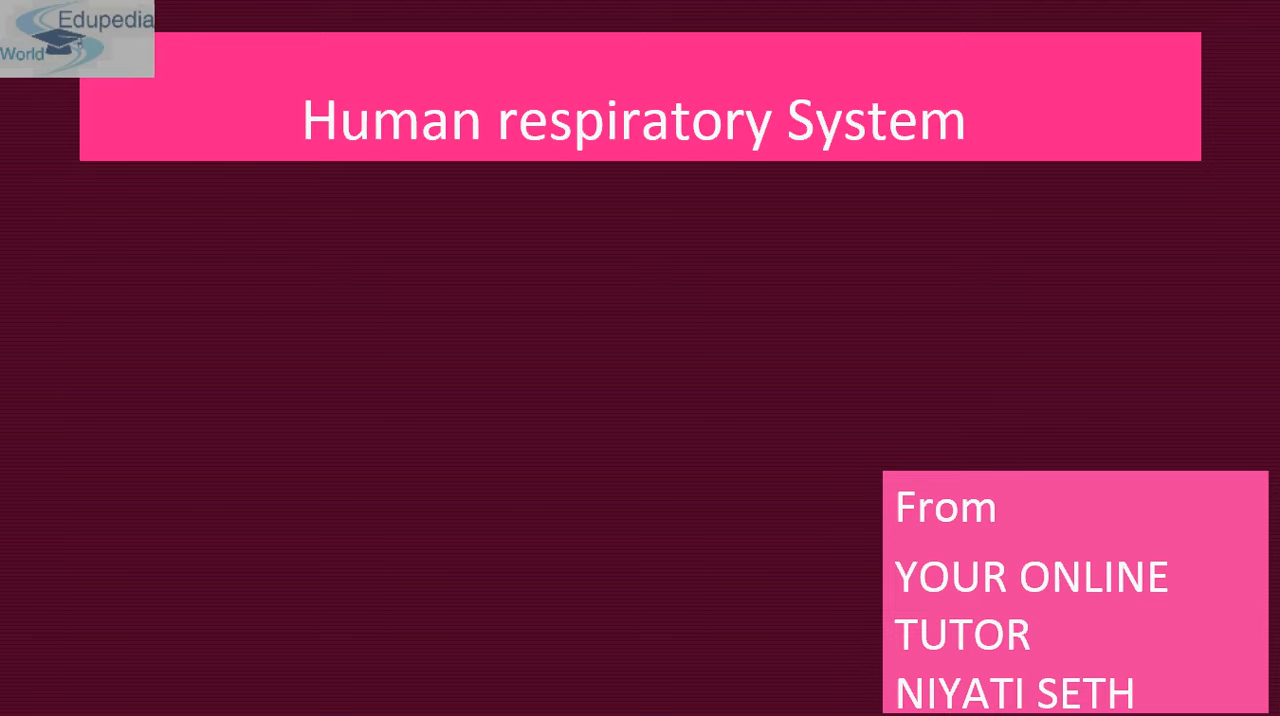 Edupedia
World
Human respiratory System
From
YOUR ONLINE
TUTOR
NIYATI SETH